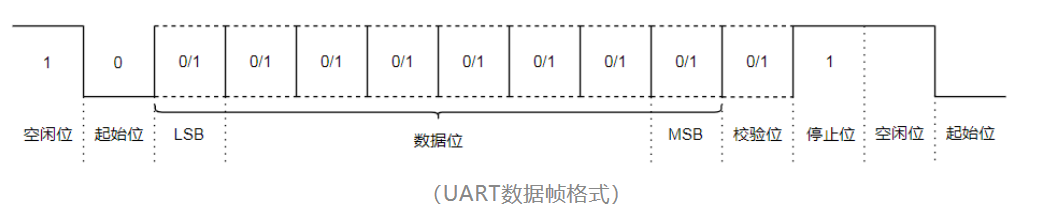 1 0 0/1 0/1 0/1 0/1 0/1 0/1 0/1 0/1 0/1 1
空闲位 起始位 LSB 数据位 MSB 校验位 停止位 空闲位 起始位
（UART数据帧格式）